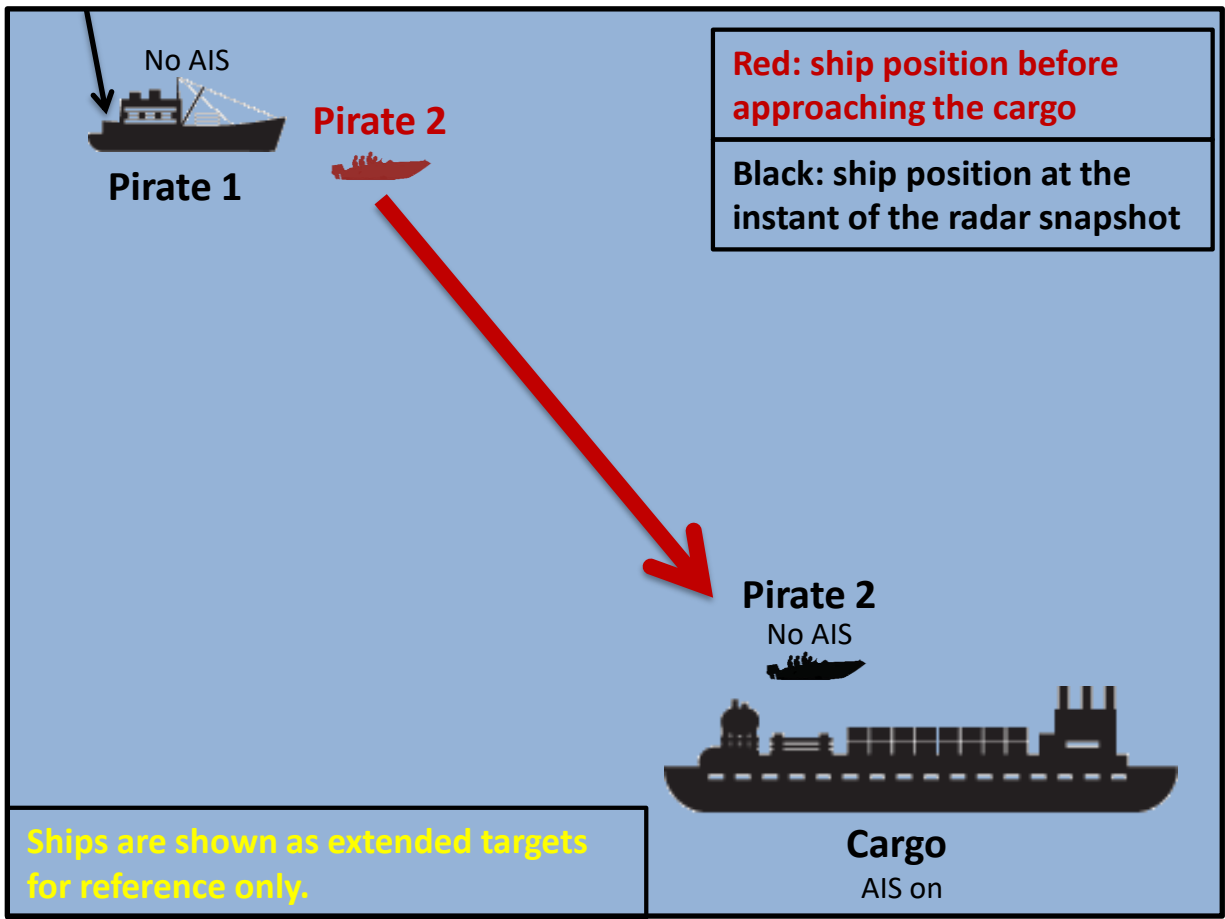 No AIS
Pirate 1
Pirate 2
Red: ship position before
approaching the cargo
Black: ship position at the
instant of the radar snapshot
Pirate 2
No AIS
Cargo
AIS on
Ships are shown as extended targets
for reference only.